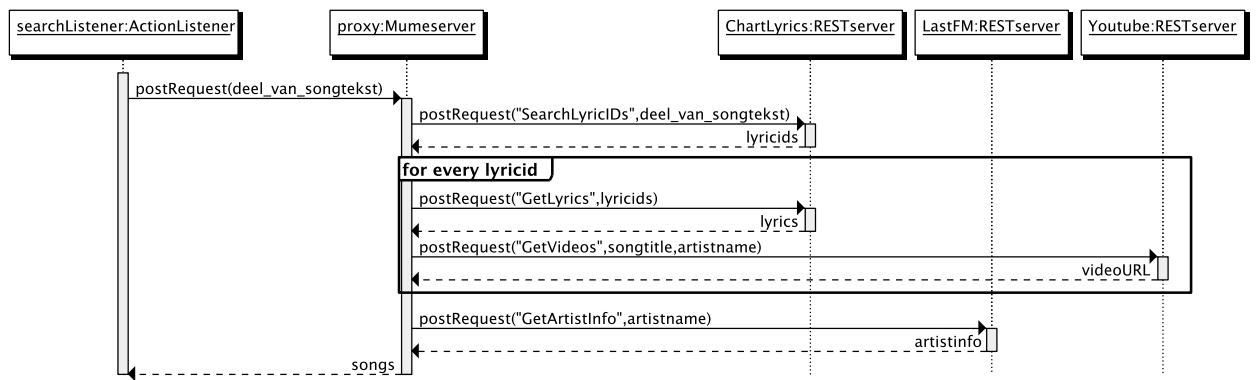 searchListener:ActionListener
proxy:Mumeserver
ChartLyrics:RESTserver
LastFM:RESTserver
Youtube:RESTserver
postRequest(deel_van_songtekst)
postRequest("SearchLyricIDs",deel_van_songtekst)
lyricids
for every lyricid
postRequest("GetLyrics",lyricids)
lyrics
postRequest("GetVideos",songtitle,artistname)
videoURL
postRequest("GetArtistInfo",artistname)
artistinfo
songs